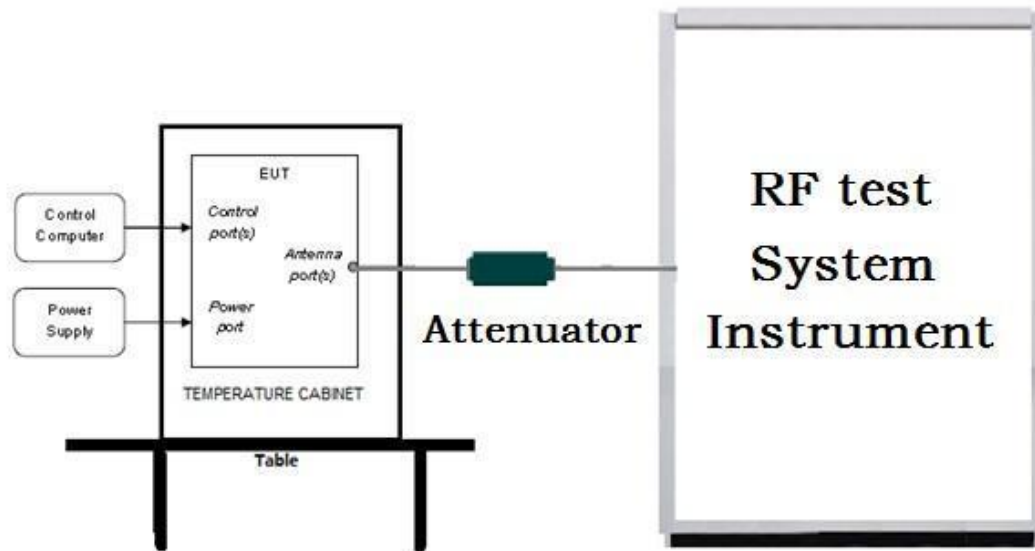 Control
Computer
Power
Supply
EUT
Control
port(s)
Antenna
port(s)
Power
port
TEMPERATURE CABINET
Table
Attenuator
RF test
System
Instrument